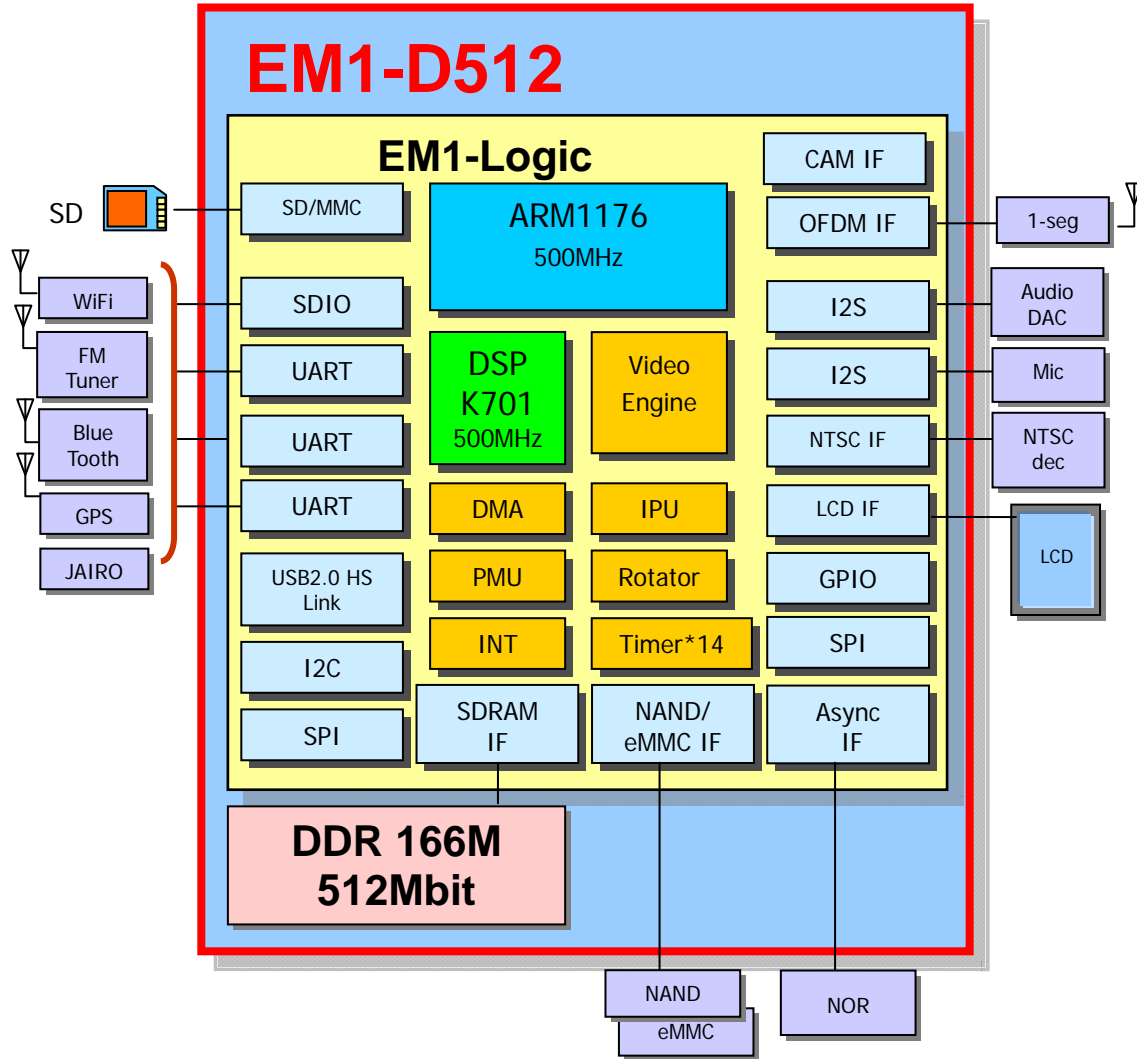 EM1-D512
EM1-Logic
CAM IF
SD
SD/MMC
ARM1176
500MHz
OFDM IF
1-seg
WiFi
SDIO
I2S
Audio
DAC
FM
Tuner
UART
DSP
K701
500MHz
Video
Engine
I2S
Mic
Blue
Tooth
UART
NTSC IF
NTSC
dec
GPS
UART
DMA
IPU
LCD IF
LCD
JAIRO
USB2.0 HS
Link
PMU
Rotator
GPIO
I2C
INT
Timer*14
SPI
SPI
SDRAM
IF
NAND/
eMMC IF
Async
IF
DDR 166M
512Mbit
NAND
eMMC
NOR